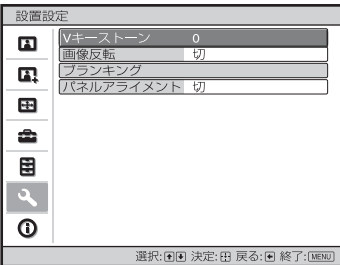 設置設定
Vキーストーン 0
画像反転 切
ブランキング
パネルアライメント 切
選択: 決定: 戻る: 終了:MENU